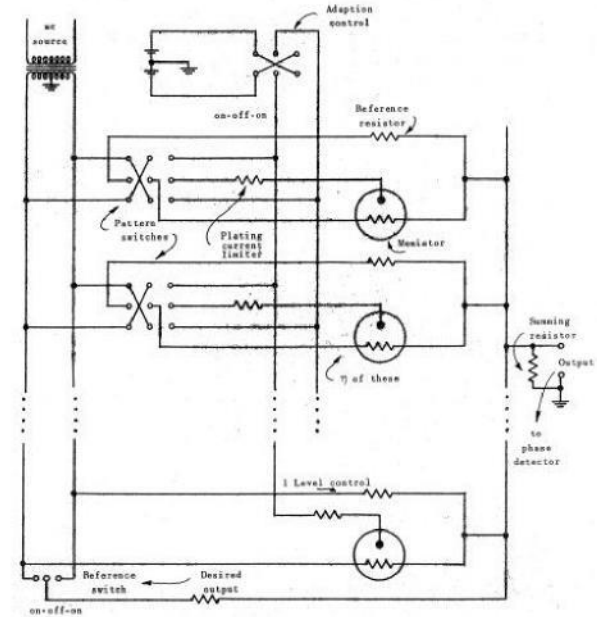 ac
source
Adaption
control
on-off-on
Reference
resistor
Pattern
switches
Plating
current
limiter
Memistor
η of these
Summing
resistor
Output
to
phase
detector
1 Level control
Reference
switch
Desired
output
on-off-on